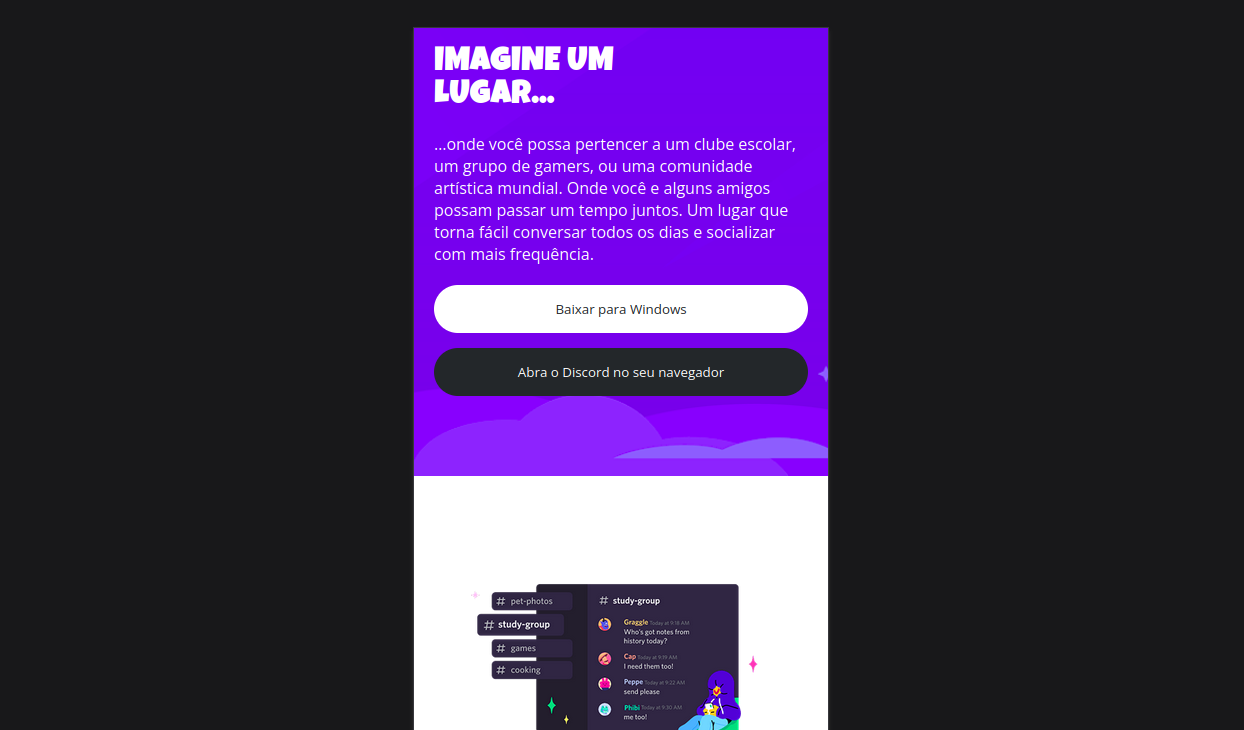 IMAGINE UM
LUGAR...
...onde você possa pertencer a um clube escolar,
um grupo de gamers, ou uma comunidade
artística mundial. Onde você e alguns amigos
possam passar um tempo juntos. Um lugar que
torna fácil conversar todos os dias e socializar
com mais frequência.
Baixar para Windows
Abra o Discord no seu navegador
# pet-photos
# study-group
# games
# cooking
# study-group
Graggle Today at 9:18 AM
Who's got notes from
history today?
Cap Today at 9:19 AM
I need them too!
Peppe Today at 9:22 AM
send please
Phibi Today at 9:30 AM
me too!